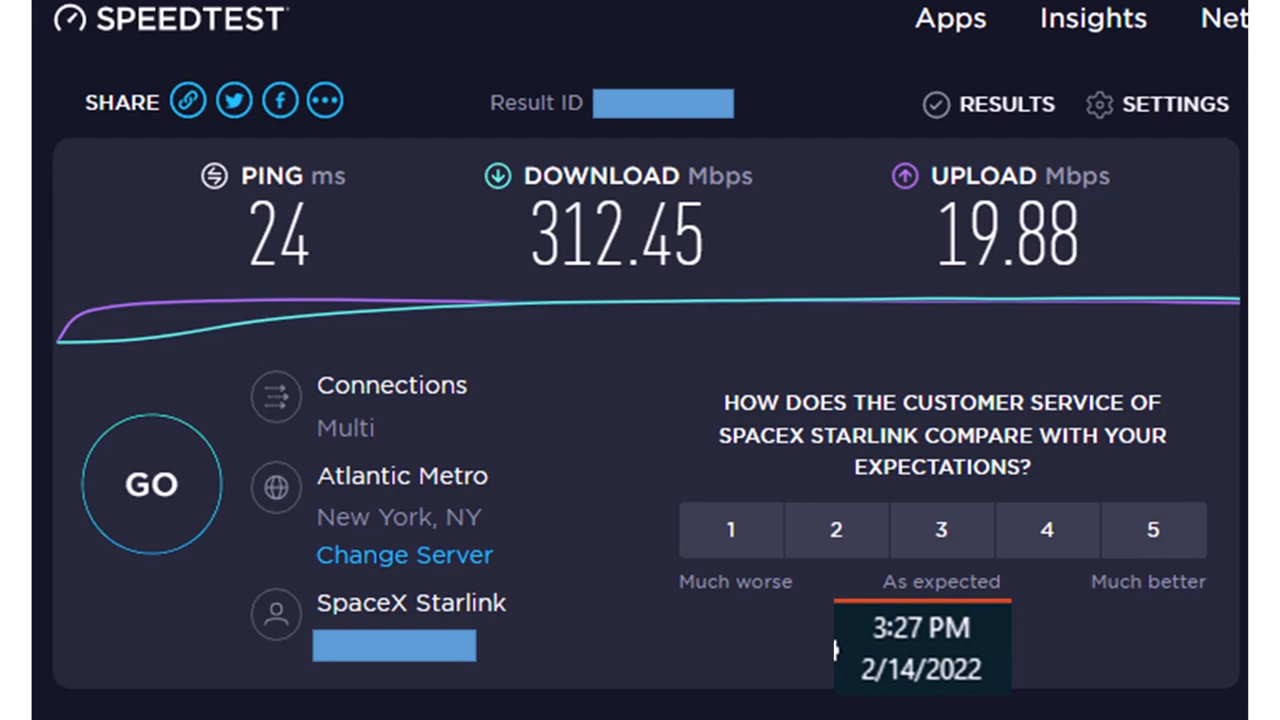 SPEEDTEST
Apps Insights Net
SHARE
Result ID
RESULTS
SETTINGS
PING ms
24
DOWNLOAD Mbps
312.45
UPLOAD Mbps
19.88
GO
Connections
Multi
Atlantic Metro
New York, NY
Change Server
SpaceX Starlink
HOW DOES THE CUSTOMER SERVICE OF
SPACEX STARLINK COMPARE WITH YOUR
EXPECTATIONS?
1 2 3 4 5
Much worse As expected Much better
3:27 PM
2/14/2022